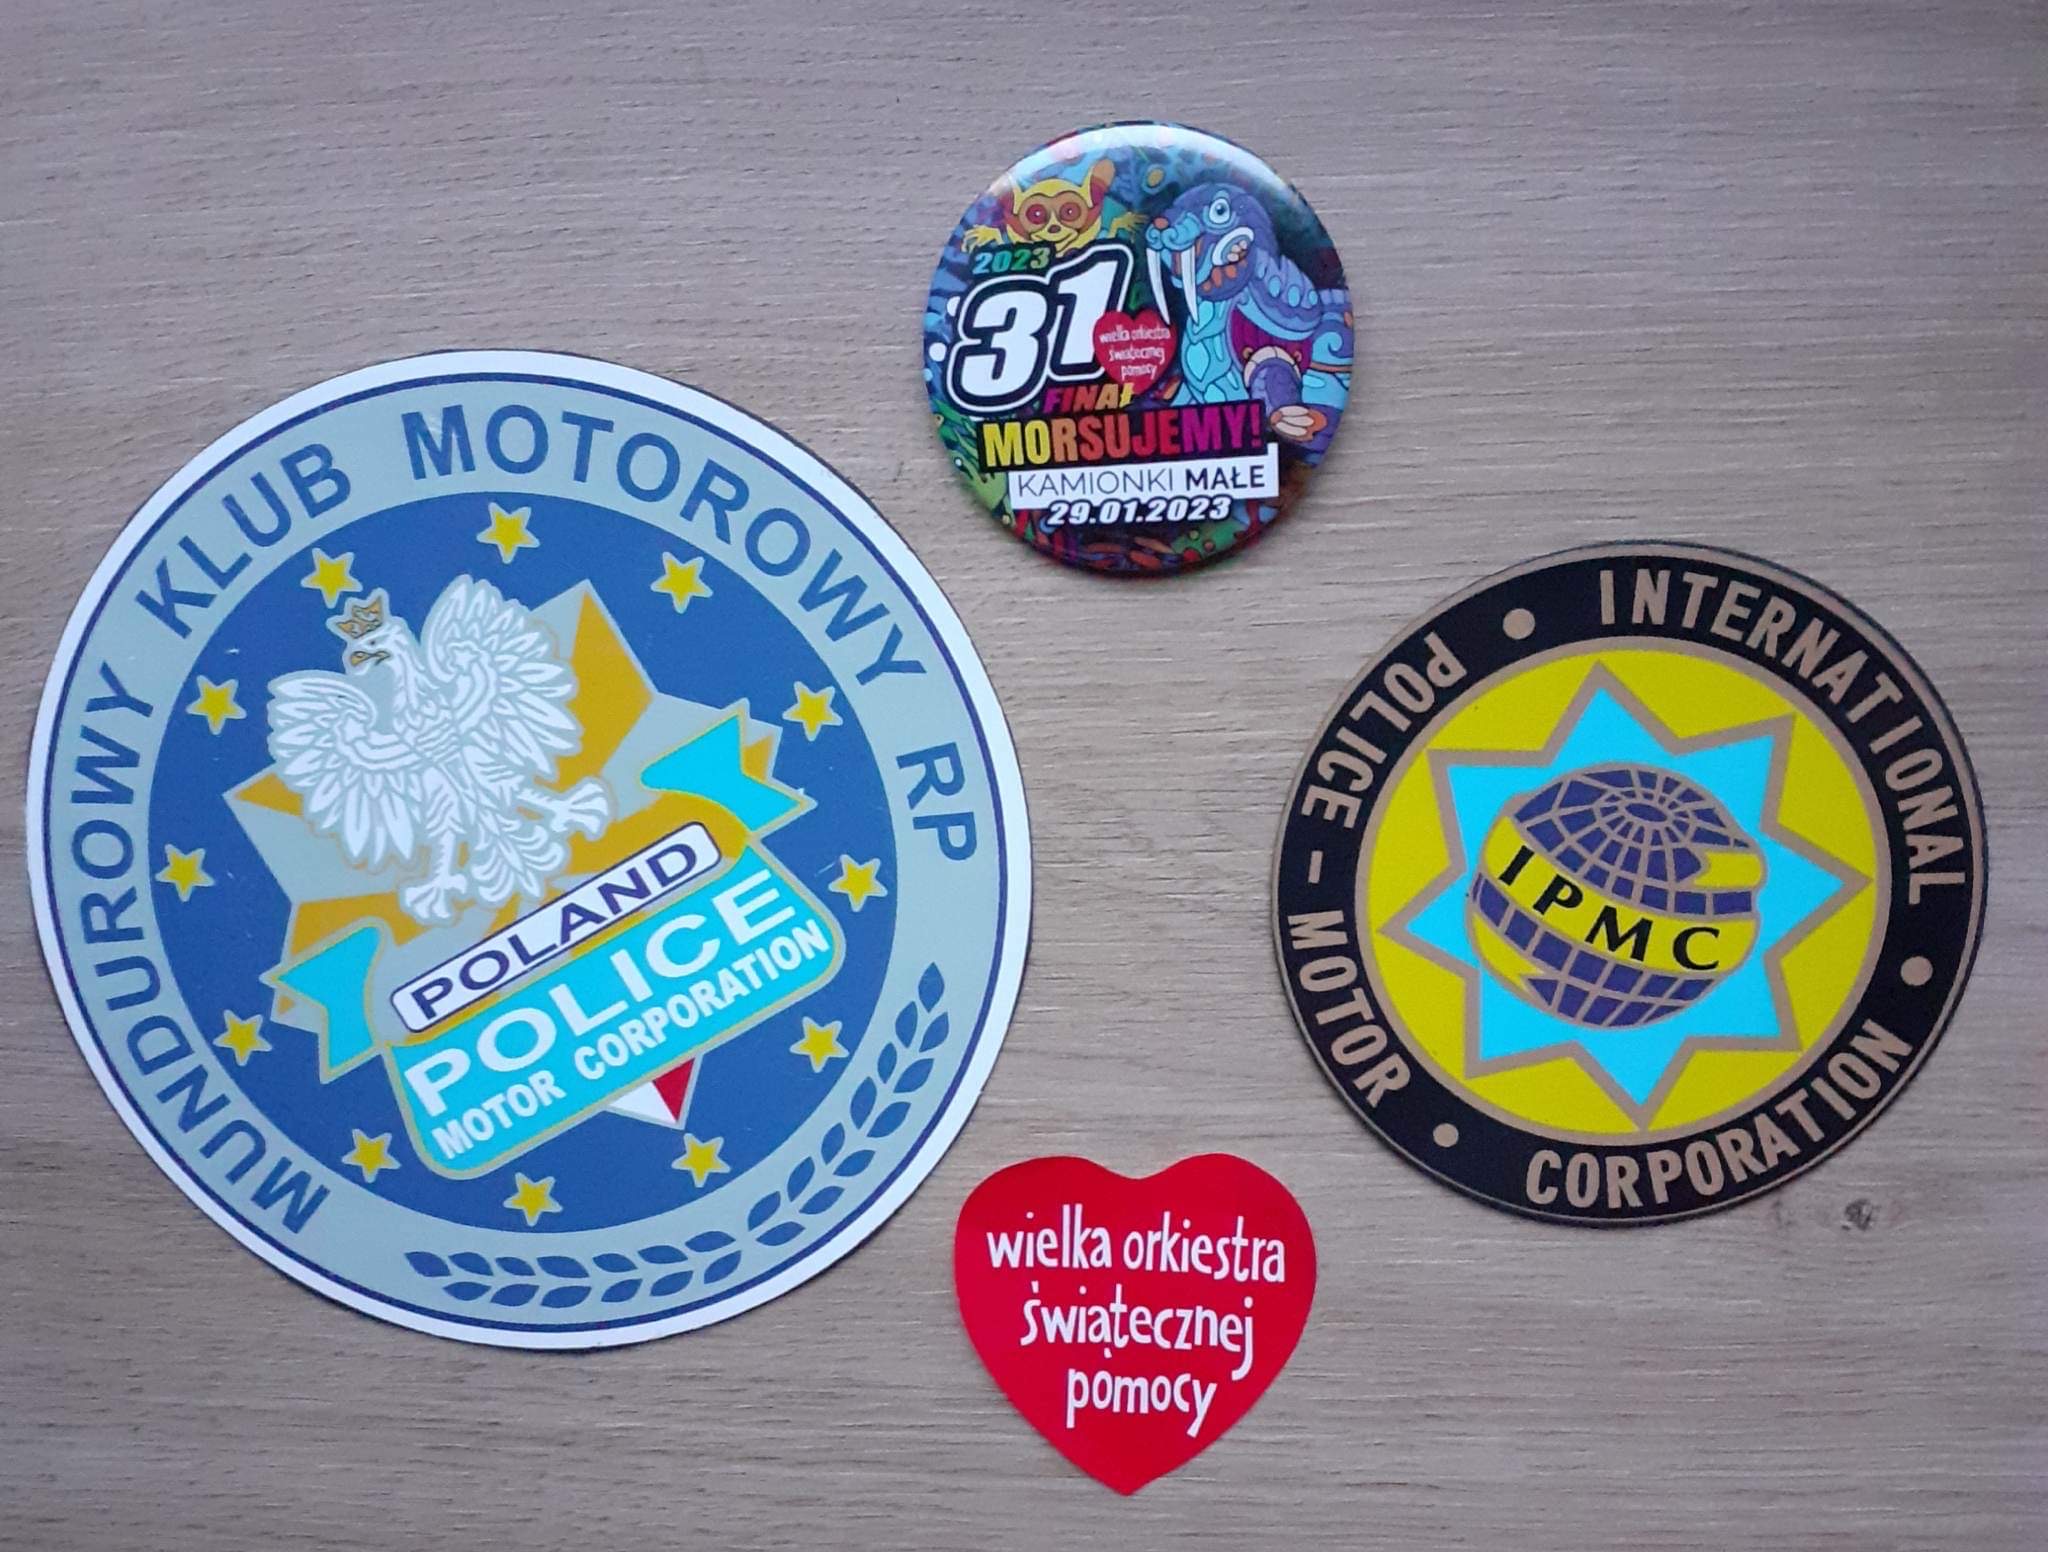 2023
31
wielka orkiestra
świątecznej
pomocy
FINAŁ
MORSUJEMY!
KAMIONKI MAŁE
29.01.2023
MUNDUROWY KLUB MOTOROWY RP
POLAND
POLICE
MOTOR CORPORATION
INTERNATIONAL
POLICE - MOTOR
CORPORATION
IPMC
wielka orkiestra
świątecznej
pomocy